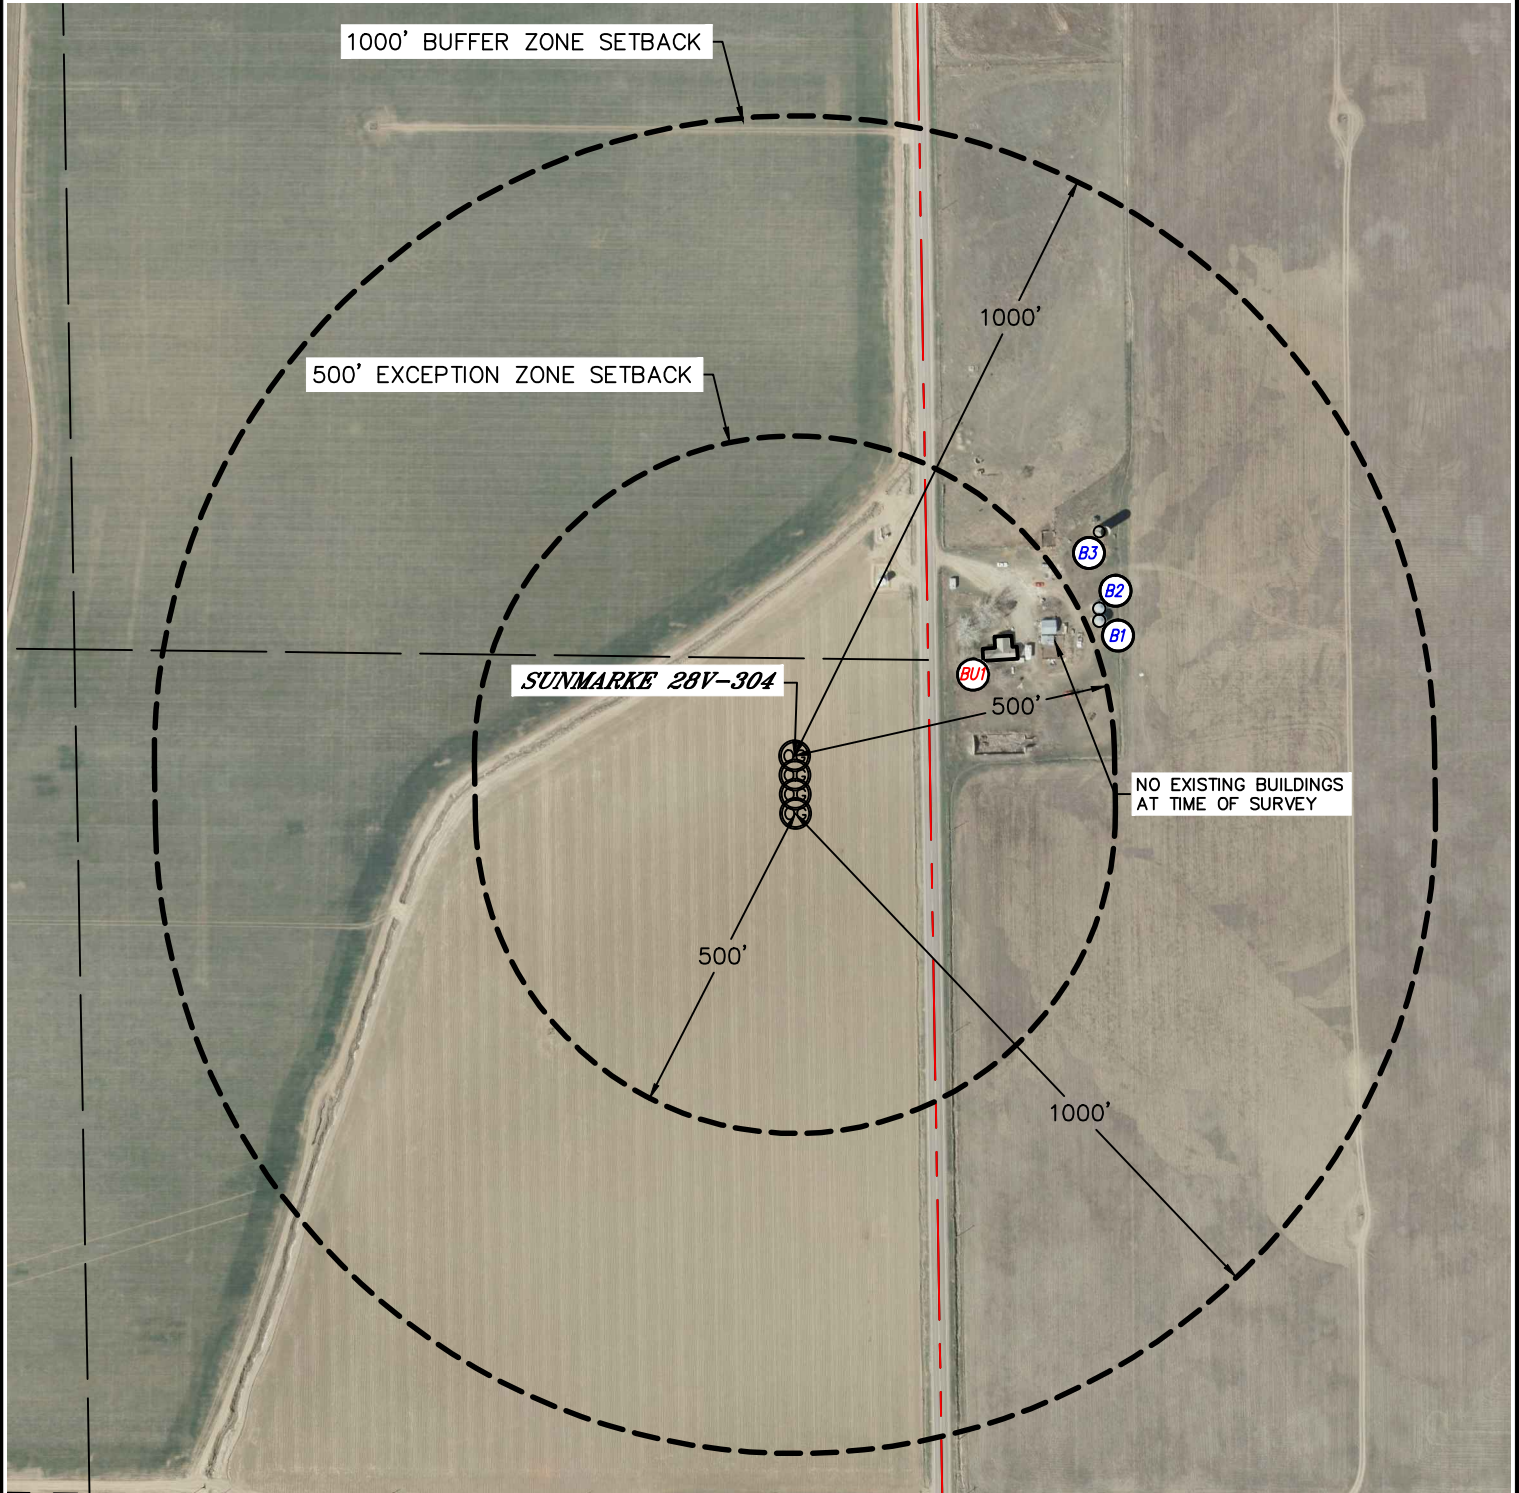 1000' BUFFER ZONE SETBACK
1000'
500' EXCEPTION ZONE SETBACK
B3
B2
B1
SUNMARKE 28V-304
BU1
500'
NO EXISTING BUILDINGS
AT TIME OF SURVEY
500'
1000'